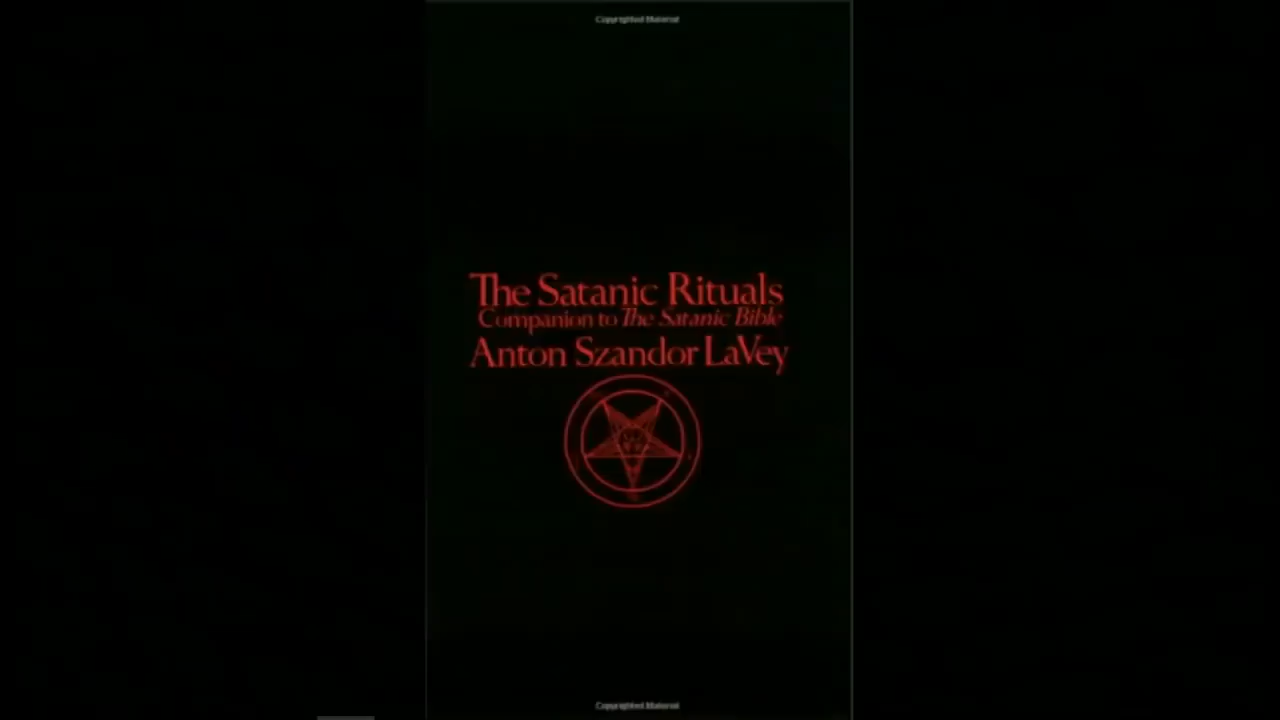 Copyrighted Material
The Satanic Rituals
Companion to The Satanic Bible
Anton Szandor LaVey
Copyrighted Material